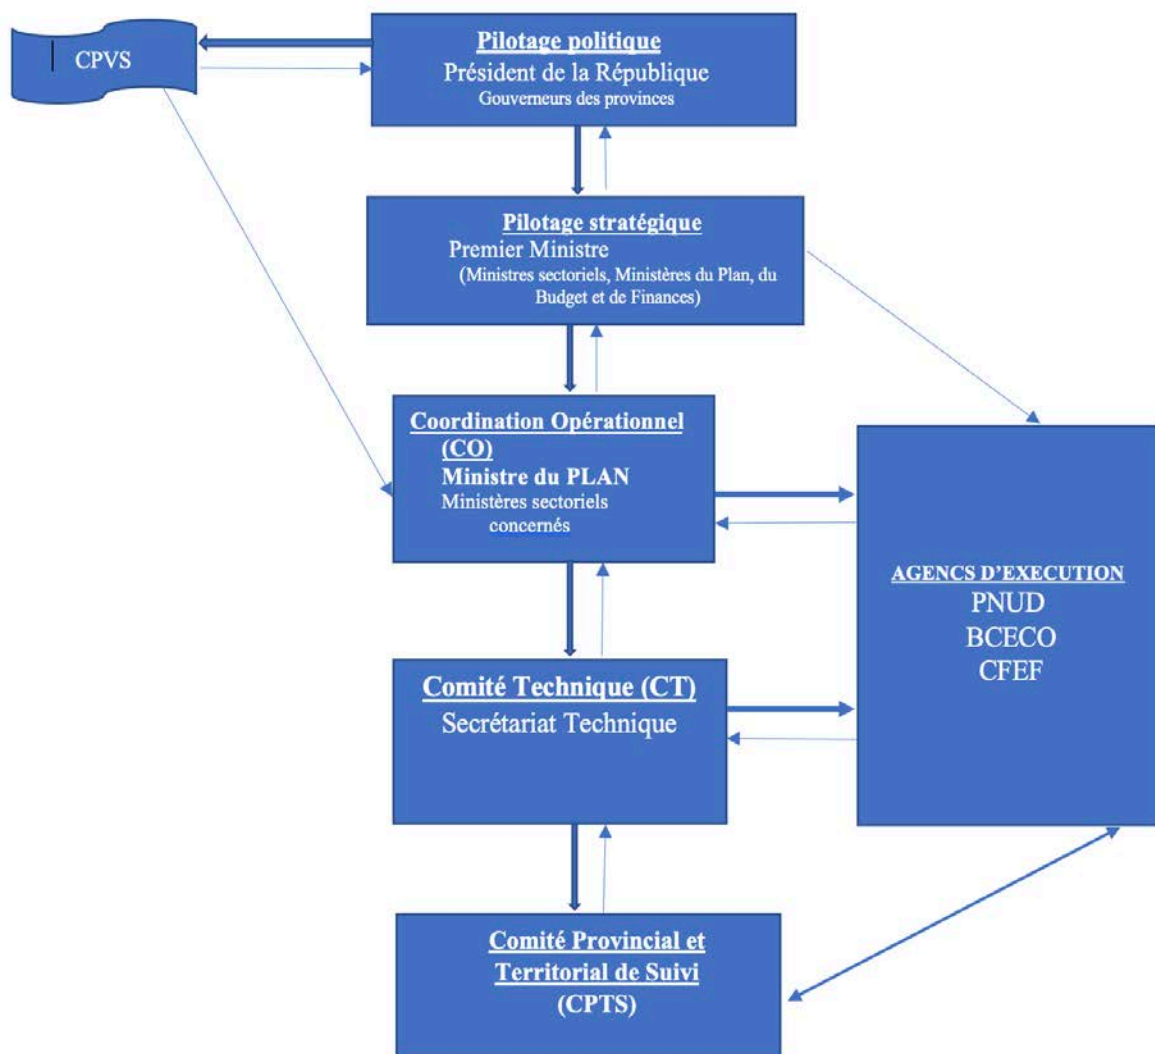 CPVS
Pilotage politique
Président de la République
Gouverneurs des provinces
Pilotage stratégique
Premier Ministre
(Ministres sectoriels, Ministères du Plan, du
Budget et de Finances)
Coordination Opérationnel
(CO)
Ministre du PLAN
Ministères sectoriels
concernés
AGENCS D’EXECUTION
PNUD
BCECO
CFEF
Comité Technique (CT)
Secrétariat Technique
Comité Provincial et
Territorial de Suivi
(CPTS)